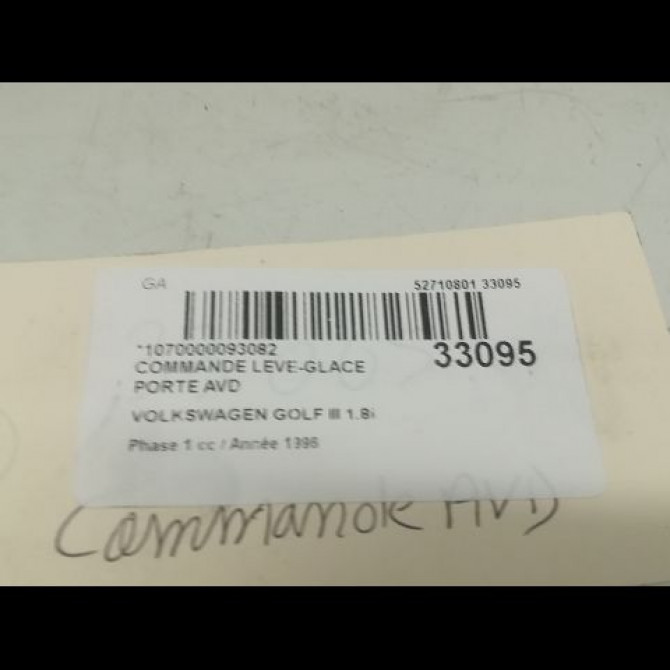 GA
52710801 33095
*1070000093082
33095
COMMANDE LEVE-GLACE
PORTE AVD
VOLKSWAGEN GOLF III 1.8i
Phase 1 cc / Année 1996
Commande AVD